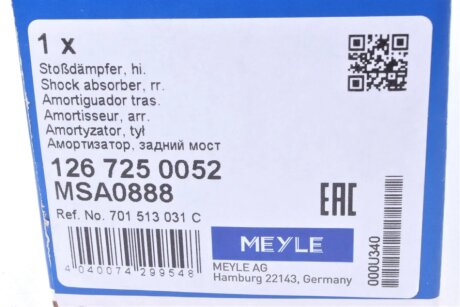 1 x
Stoßdämpfer, hi.
Shock absorber, rr.
Amortiguador tras.
Amortisseur, arr.
Amortyzator, tył
Амортизатор, задний мост
126 725 0052
MSA0888
Ref. No. 701 513 031 C
EAC
MEYLE
MEYLE AG
Hamburg 22143, Germany
4 040074 299548
000U340